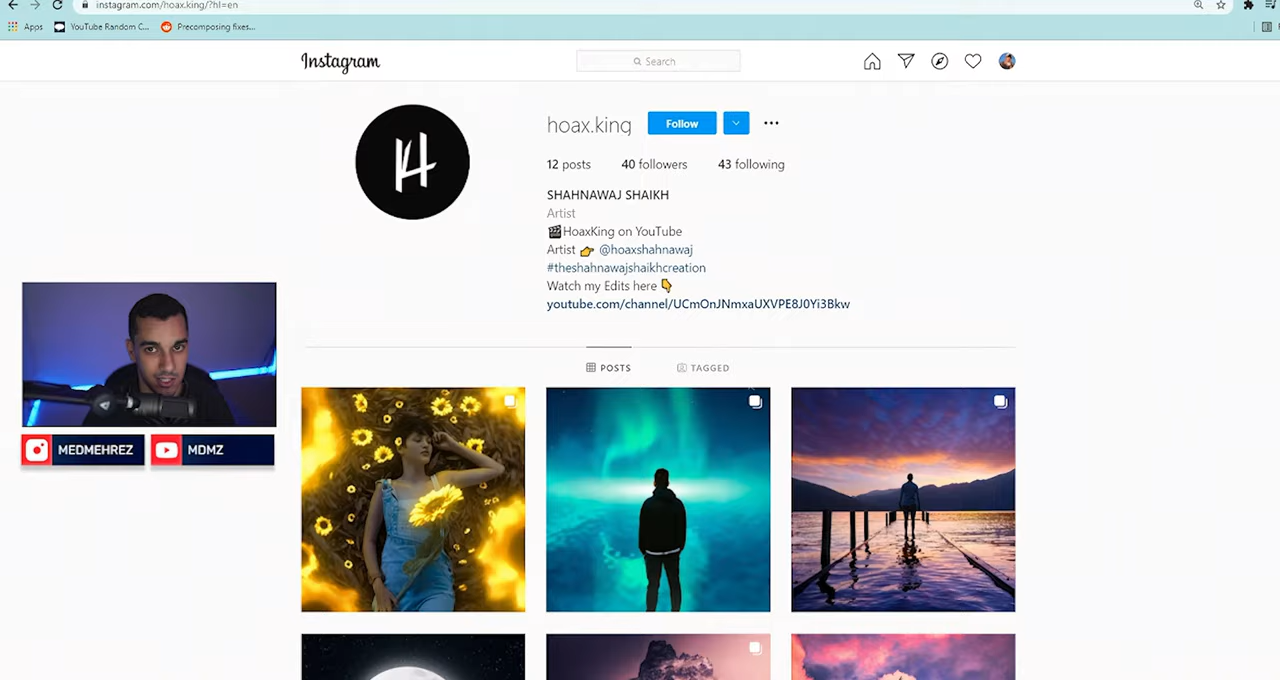 instagram.com/hoax.king/?hl=en
Apps YouTube Random C... Precomposing fixes...
Instagram
Search
hoax.king Follow
12 posts 40 followers 43 following
SHAHNAWAJ SHAIKH
Artist
HoaxKing on YouTube
Artist 👉 @hoaxshahnawaj
#theshahnawajshaikhcreation
Watch my Edits here 👇
youtube.com/channel/UCmOnJNmxaUXVPE8J0Yi3Bkw
POSTS TAGGED
MEDMEHREZ MDMZ